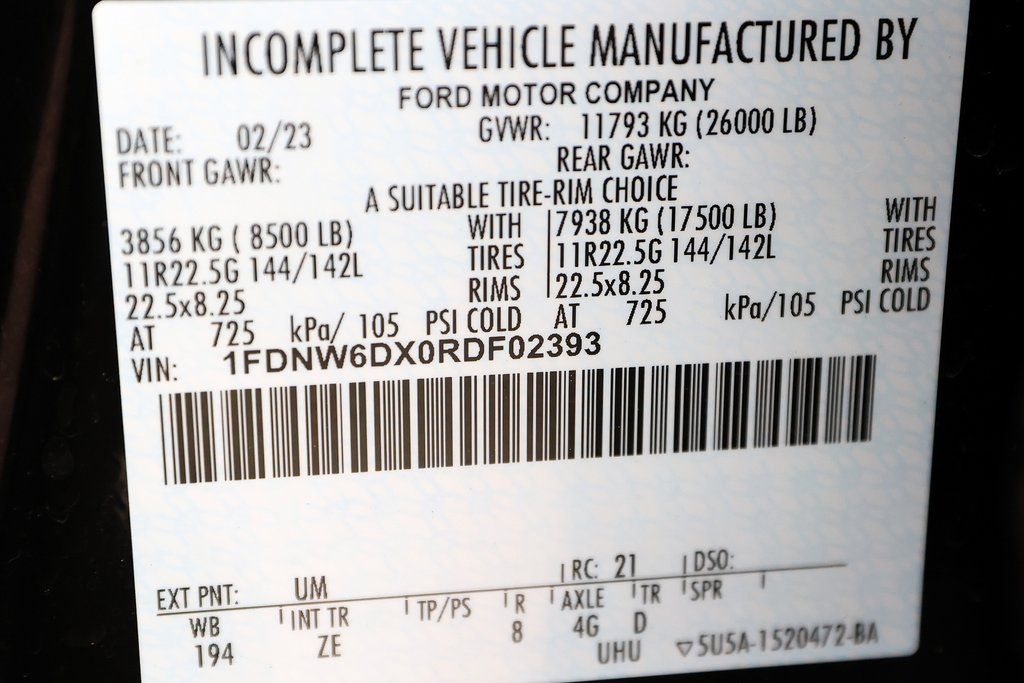 INCOMPLETE VEHICLE MANUFACTURED BY
FORD MOTOR COMPANY
DATE: 02/23 GVWR: 11793 KG (26000 LB)
FRONT GAWR: REAR GAWR:
A SUITABLE TIRE-RIM CHOICE
3856 KG ( 8500 LB) WITH 7938 KG (17500 LB) WITH
11R22.5G 144/142L TIRES 11R22.5G 144/142L TIRES
22.5x8.25 RIMS 22.5x8.25 RIMS
AT 725 kPa/ 105 PSI COLD AT 725 kPa/105 PSI COLD
VIN: 1FDNW6DX0RDF02393
EXT PNT: UM RC: 21 DSO:
WB INT TR TP/PS R AXLE TR SPR
194 ZE 8 4G D
UHU ▽5U5A-1520472-BA